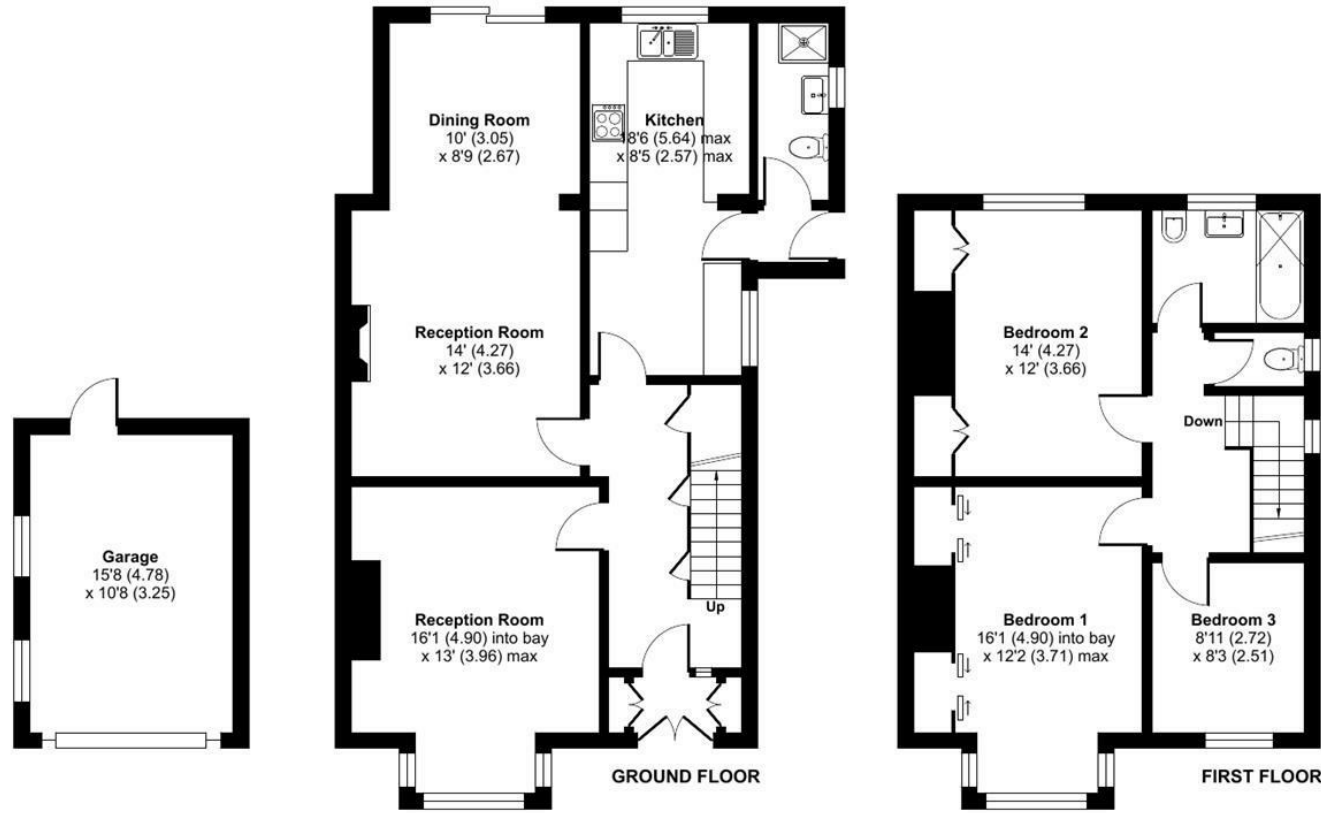 Dining Room
10' (3.05)
x 8'9 (2.67)
Kitchen
18'6 (5.64) max
x 8'5 (2.57) max
Reception Room
14' (4.27)
x 12' (3.66)
Garage
15'8 (4.78)
x 10'8 (3.25)
Reception Room
16'1 (4.90) into bay
x 13' (3.96) max
Up
GROUND FLOOR
Bedroom 2
14' (4.27)
x 12' (3.66)
Down
Bedroom 1
16'1 (4.90) into bay
x 12'2 (3.71) max
Bedroom 3
8'11 (2.72)
x 8'3 (2.51)
FIRST FLOOR